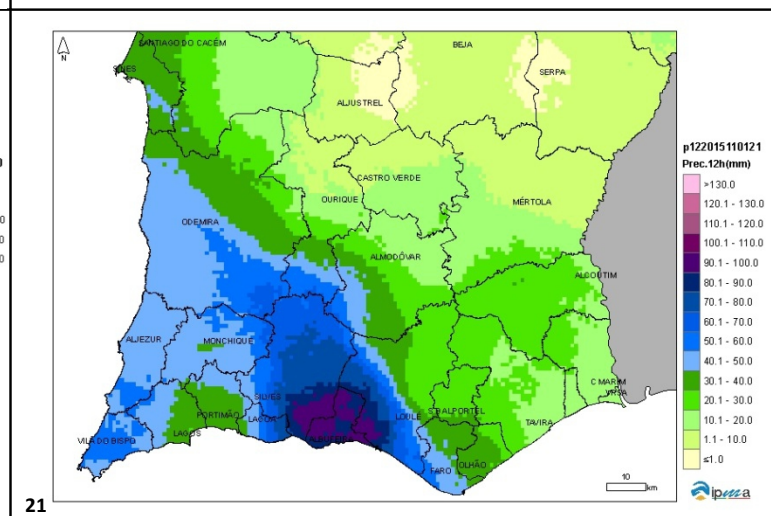 N
SANTIAGO DO CACÉM
SINES
BEJA
SERPA
ALJUSTREL
CASTRO VERDE
OURIQUE
MÉRTOLA
ODEMIRA
ALMODÔVAR
ALCOUTIM
ALJEZUR
MONCHIQUE
SILVES
C MARIM
VRSA
PORTIMÃO
LAGOA
LOULÉ
S B ALPORTEL
TAVIRA
VILA DO BISPO
LAGOS
FARO
OLHÃO
10
km
p122015110121
Prec.12h(mm)
>130.0
120.1 - 130.0
110.1 - 120.0
100.1 - 110.0
90.1 - 100.0
80.1 - 90.0
70.1 - 80.0
60.1 - 70.0
50.1 - 60.0
40.1 - 50.0
30.1 - 40.0
20.1 - 30.0
10.1 - 20.0
1.1 - 10.0
≤1.0
ipma
21